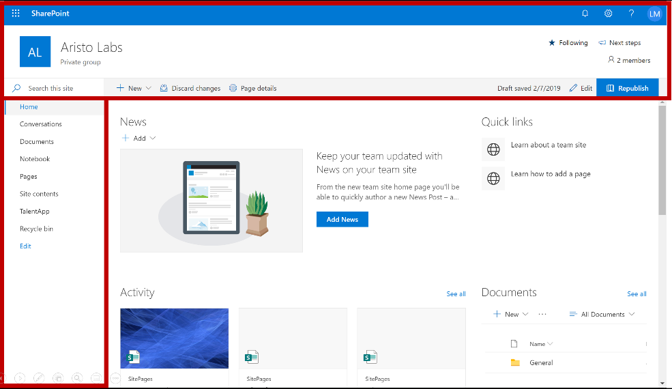 SharePoint
?
LM
AL
Aristo Labs
Private group
Following
Next steps
2 members
Search this site
New
Discard changes
Page details
Draft saved 2/7/2019
Edit
Republish
Home
Conversations
Documents
Notebook
Pages
Site contents
TalentApp
Recycle bin
Edit
News
Add
Keep your team updated with
News on your team site
From the new team site home page you'll be
able to quickly author a new News Post – a...
Add News
Quick links
Learn about a team site
Learn how to add a page
Activity
See all
S
SitePages
S
SitePages
S
SitePages
Documents
See all
New
All Documents
Name
General